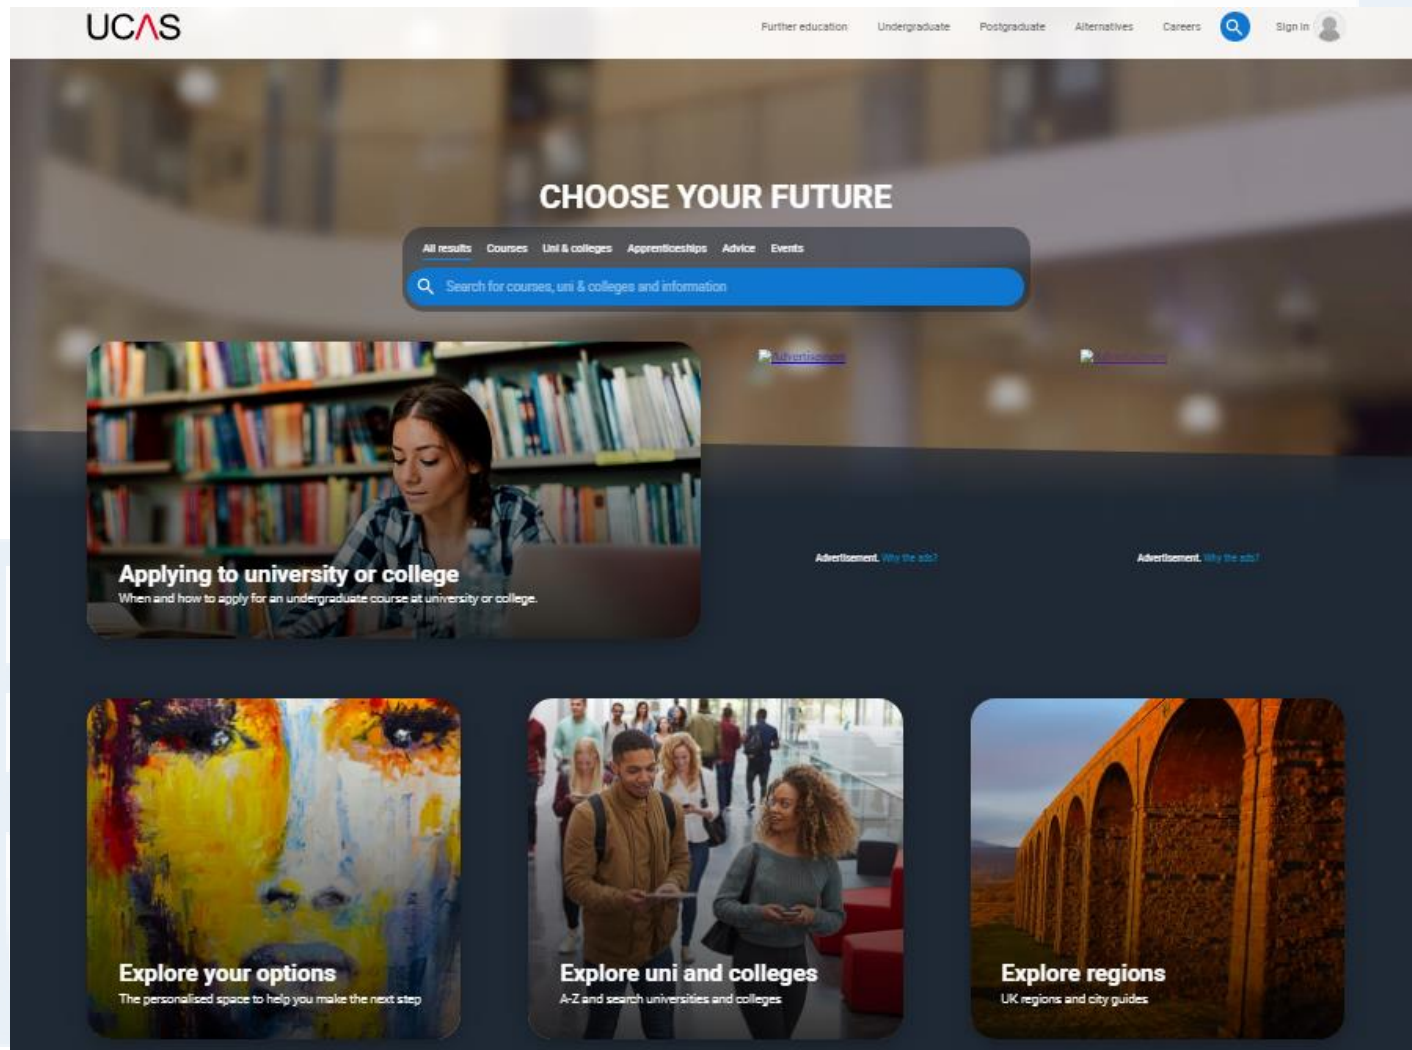 UCAS
Further education Undergraduate Postgraduate Alternatives Careers Sign In
CHOOSE YOUR FUTURE
All results Courses Uni & colleges Apprenticeships Advice Events
Search for courses, uni & colleges and information
Advertisement Advertisement
Applying to university or college
When and how to apply for an undergraduate course at university or college.
Advertisement. Why the ads? Advertisement. Why the ads?
Explore your options
The personalised space to help you make the next step
Explore uni and colleges
A-Z and search universities and colleges
Explore regions
UK regions and city guides